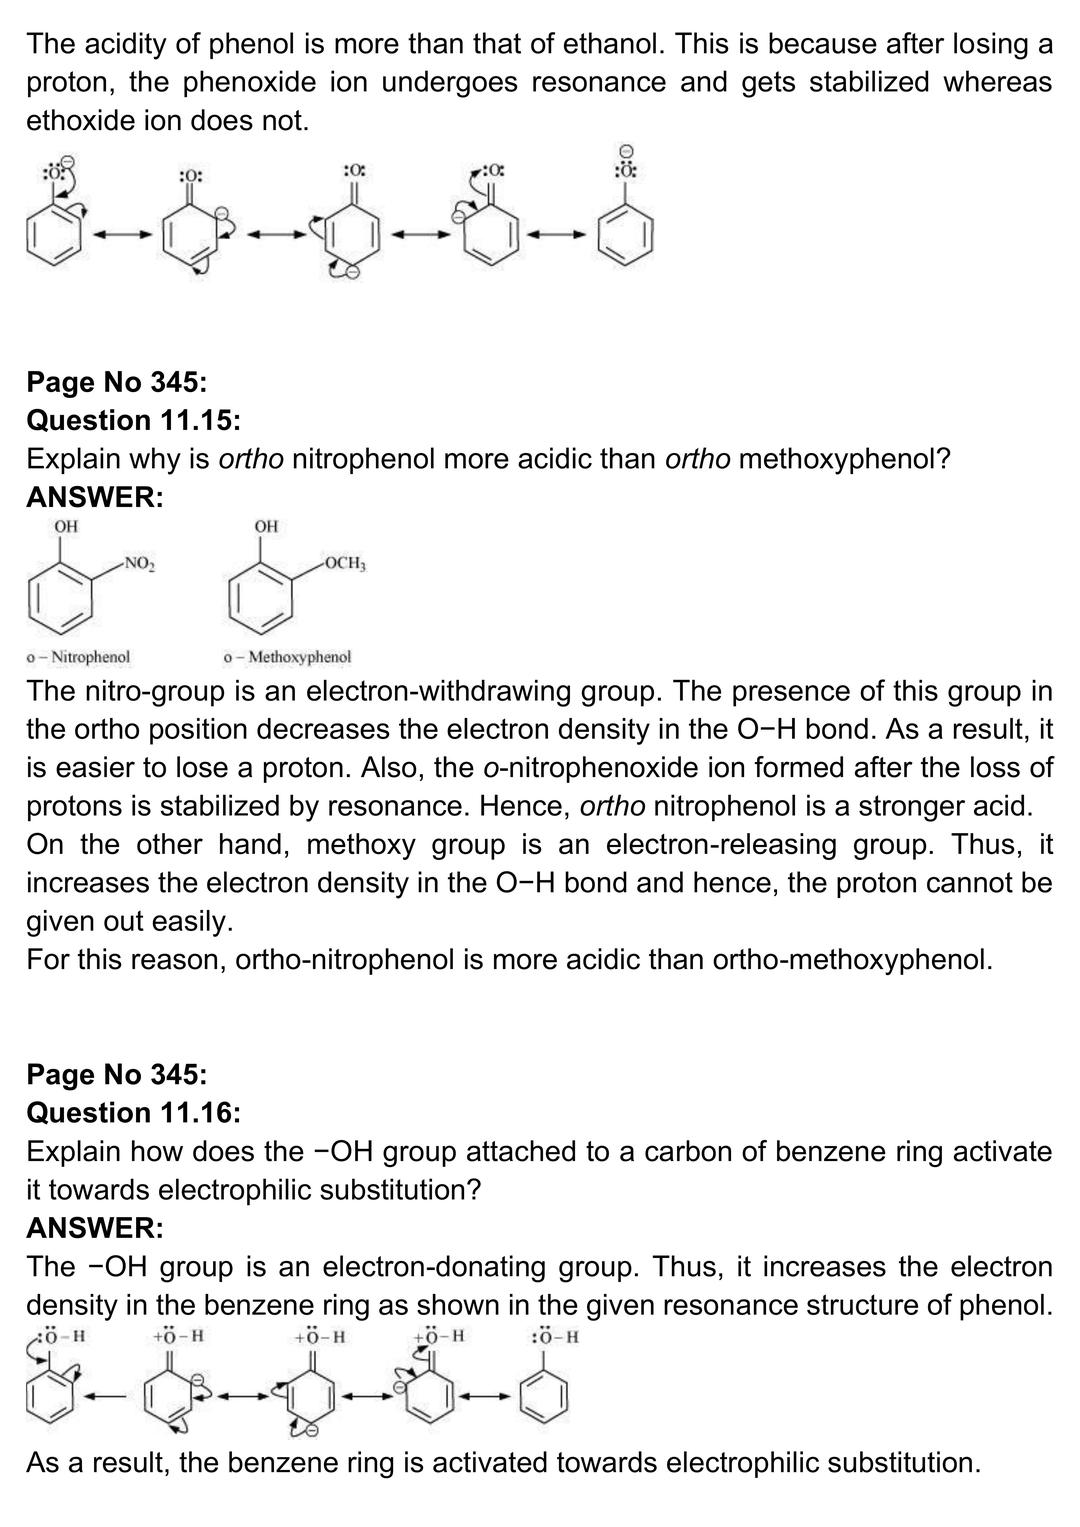 The acidity of phenol is more than that of ethanol. This is because after losing a
proton, the phenoxide ion undergoes resonance and gets stabilized whereas
ethoxide ion does not.
:Ö: ⊖ :O: ⊖ :O: ⊖ :O: ⊖ ⊖ :Ö:
Page No 345:
Question 11.15:
Explain why is ortho nitrophenol more acidic than ortho methoxyphenol?
ANSWER:
OH OH
NO₂ OCH₃
o – Nitrophenol o – Methoxyphenol
The nitro-group is an electron-withdrawing group. The presence of this group in
the ortho position decreases the electron density in the O−H bond. As a result, it
is easier to lose a proton. Also, the o-nitrophenoxide ion formed after the loss of
protons is stabilized by resonance. Hence, ortho nitrophenol is a stronger acid.
On the other hand, methoxy group is an electron-releasing group. Thus, it
increases the electron density in the O−H bond and hence, the proton cannot be
given out easily.
For this reason, ortho-nitrophenol is more acidic than ortho-methoxyphenol.
Page No 345:
Question 11.16:
Explain how does the −OH group attached to a carbon of benzene ring activate
it towards electrophilic substitution?
ANSWER:
The −OH group is an electron-donating group. Thus, it increases the electron
density in the benzene ring as shown in the given resonance structure of phenol.
:Ö–H +Ö–H +Ö–H +Ö–H :Ö–H
⊖ ⊖ ⊖
As a result, the benzene ring is activated towards electrophilic substitution.